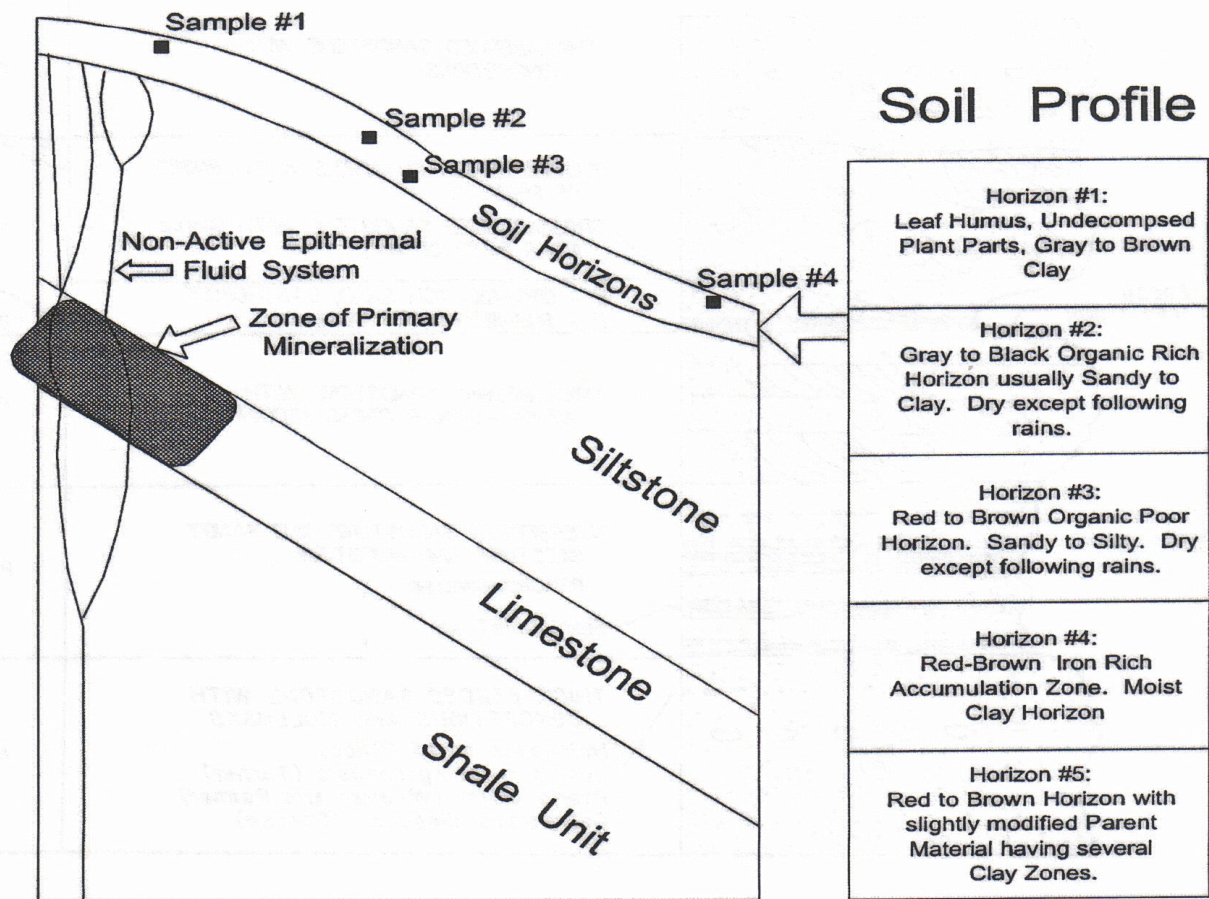 Sample #1
Sample #2
Sample #3
Soil Horizons
Sample #4
Non-Active Epithermal
Fluid System
Zone of Primary
Mineralization
Siltstone
Limestone
Shale Unit
Soil Profile
Horizon #1:
Leaf Humus, Undecompsed
Plant Parts, Gray to Brown
Clay
Horizon #2:
Gray to Black Organic Rich
Horizon usually Sandy to
Clay. Dry except following
rains.
Horizon #3:
Red to Brown Organic Poor
Horizon. Sandy to Silty. Dry
except following rains.
Horizon #4:
Red-Brown Iron Rich
Accumulation Zone. Moist
Clay Horizon
Horizon #5:
Red to Brown Horizon with
slightly modified Parent
Material having several
Clay Zones.